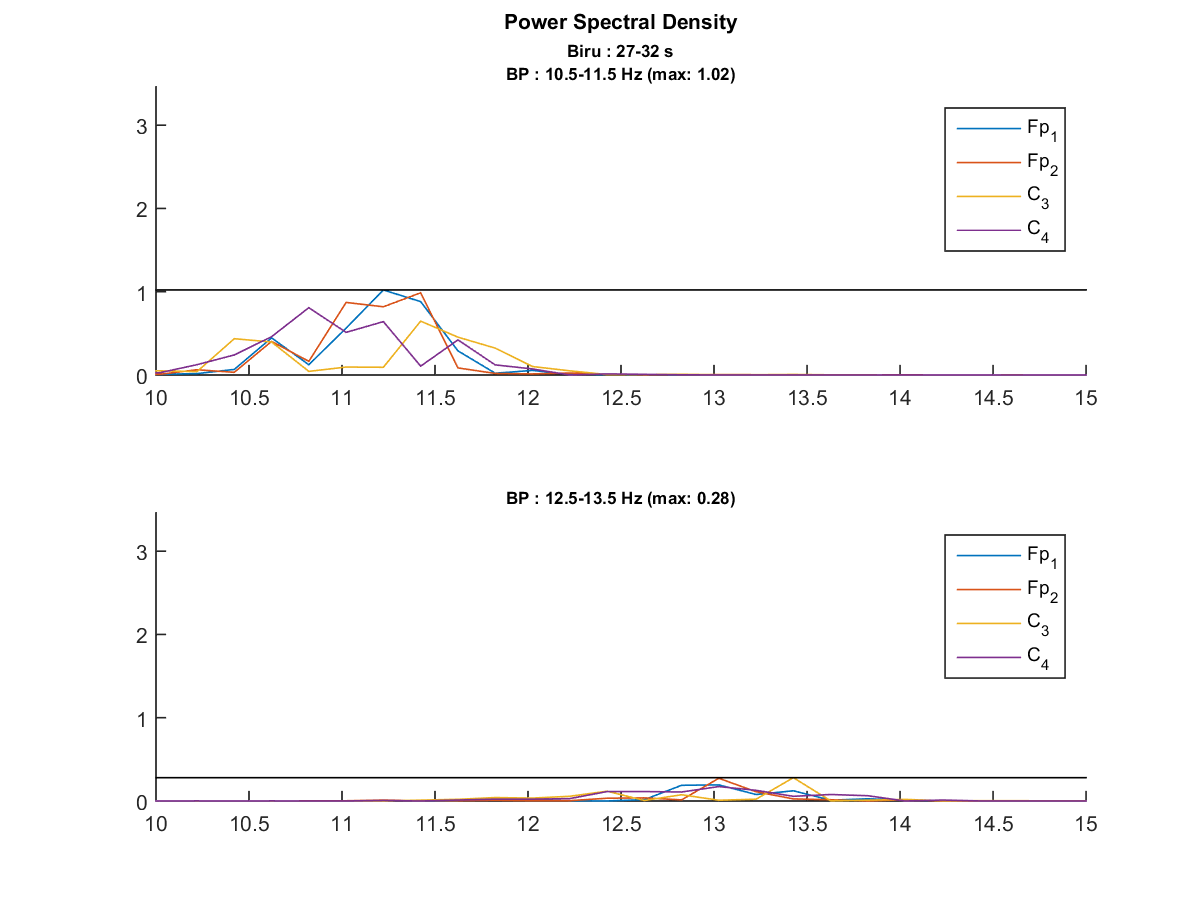 Power Spectral Density
Biru : 27-32 s
BP : 10.5-11.5 Hz (max: 1.02)
3
2
1
0
10 10.5 11 11.5 12 12.5 13 13.5 14 14.5 15
Fp1
Fp2
C3
C4
BP : 12.5-13.5 Hz (max: 0.28)
3
2
1
0
10 10.5 11 11.5 12 12.5 13 13.5 14 14.5 15
Fp1
Fp2
C3
C4